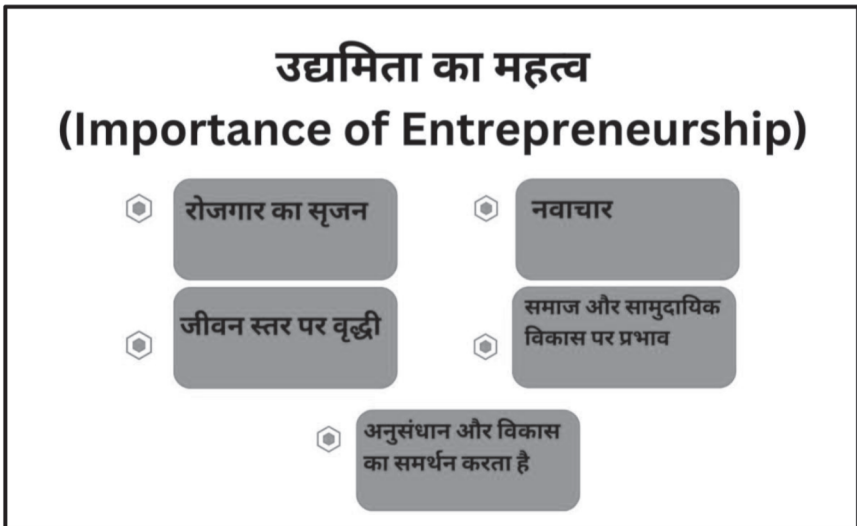 उद्यमिता का महत्व
(Importance of Entrepreneurship)
रोजगार का सृजन
नवाचार
जीवन स्तर पर वृद्धी
समाज और सामुदायिक
विकास पर प्रभाव
अनुसंधान और विकास
का समर्थन करता है